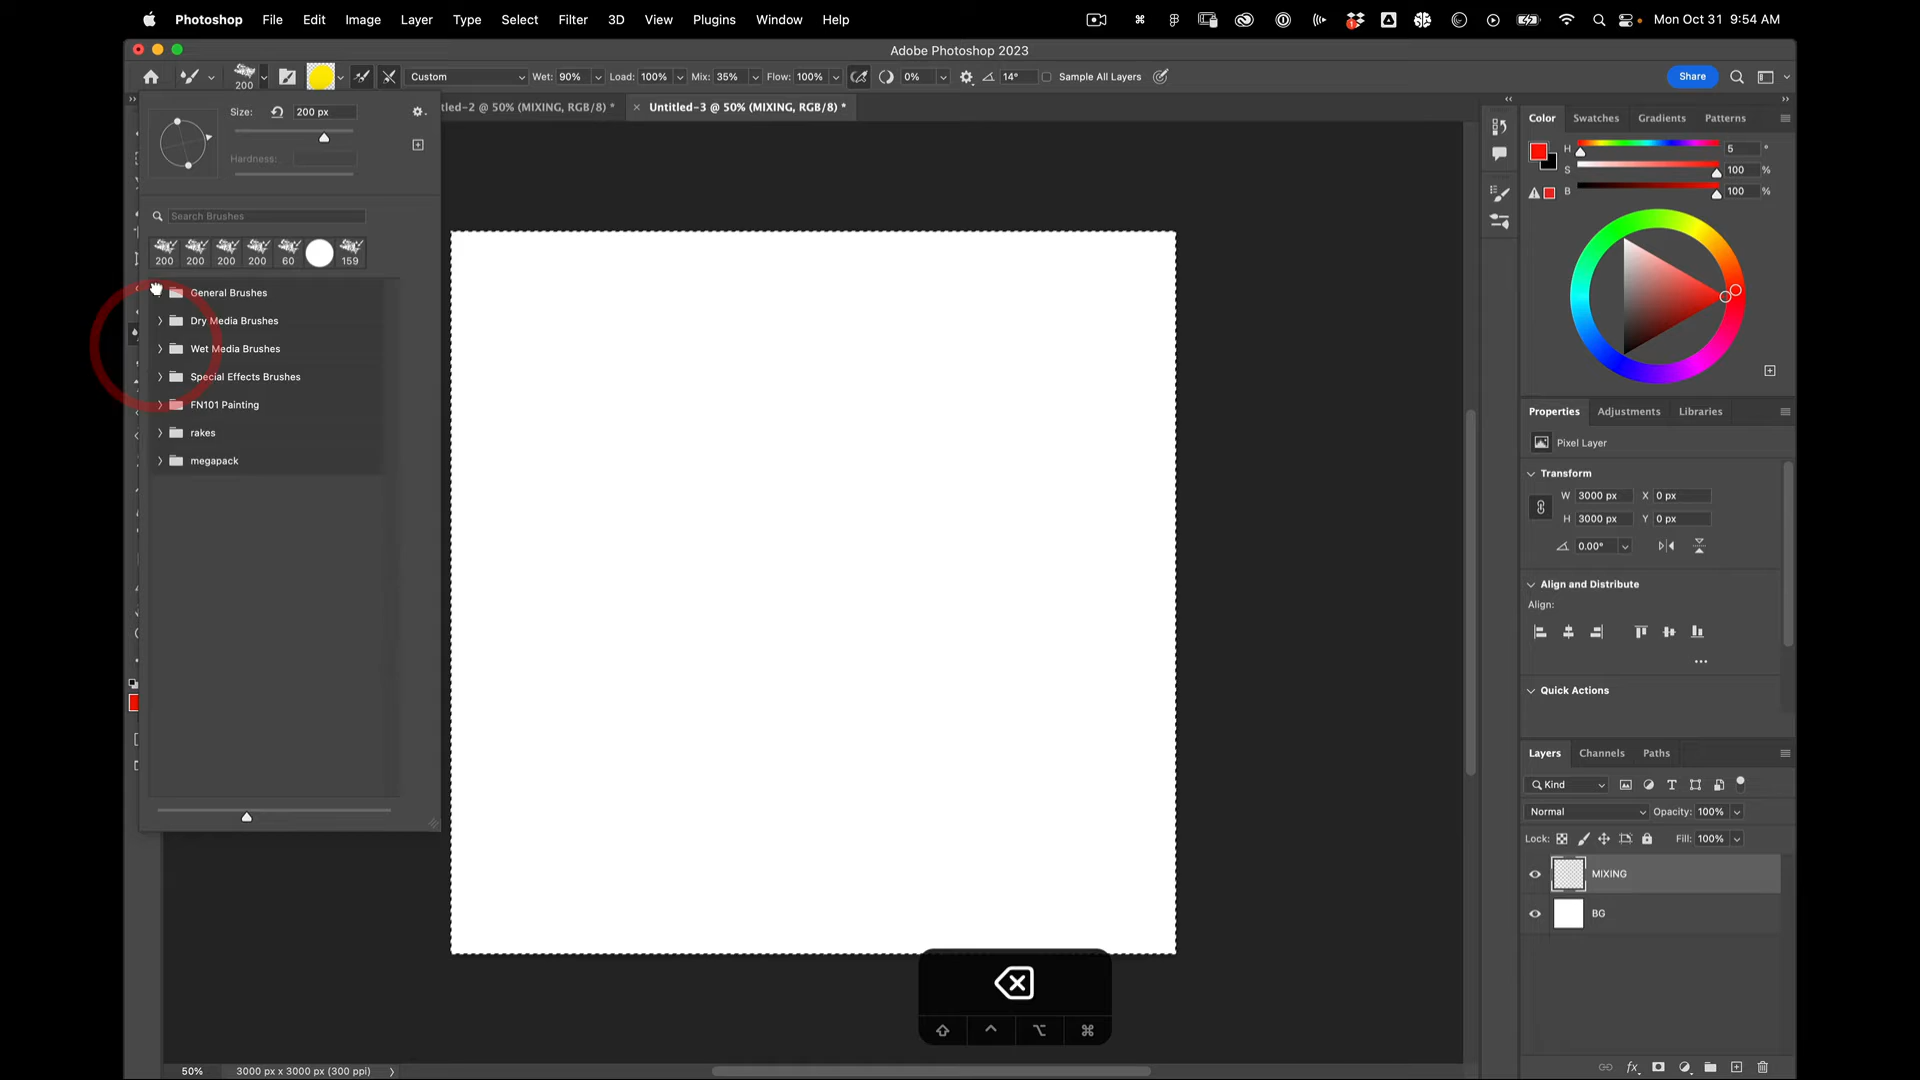 Photoshop File Edit Image Layer Type Select Filter 3D View Plugins Window Help Mon Oct 31 9:54 AM
Adobe Photoshop 2023
200 Custom Wet: 90% Load: 100% Mix: 35% Flow: 100% 0% 14° Sample All Layers Share
tled-2 @ 50% (MIXING, RGB/8) * Untitled-3 @ 50% (MIXING, RGB/8) *
Size: 200 px
Hardness:
Search Brushes
200 200 200 200 60 159
General Brushes
Dry Media Brushes
Wet Media Brushes
Special Effects Brushes
FN101 Painting
rakes
megapack
Color Swatches Gradients Patterns
H 5 °
S 100 %
B 100 %
Properties Adjustments Libraries
Pixel Layer
Transform
W 3000 px X 0 px
H 3000 px Y 0 px
0.00°
Align and Distribute
Align:
Quick Actions
Layers Channels Paths
Kind
Normal Opacity: 100%
Lock: Fill: 100%
MIXING
BG
fx
50% 3000 px x 3000 px (300 ppi)